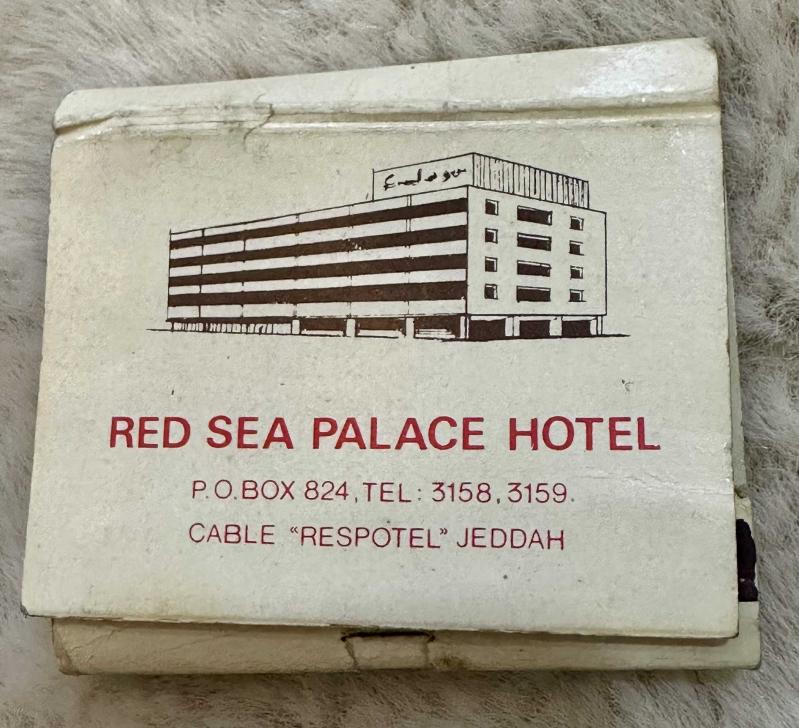 RED SEA PALACE HOTEL
P.O.BOX 824, TEL: 3158, 3159.
CABLE "RESPOTEL" JEDDAH